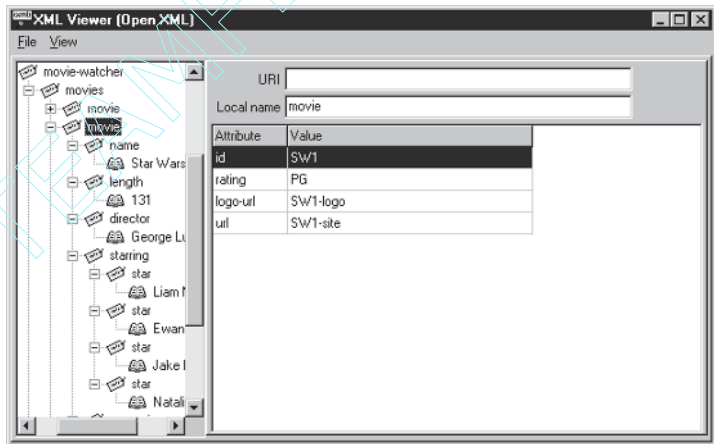 XML Viewer (Open XML)
File View
movie-watcher
movies
movie
movie
name
Star Wars
length
131
director
George Lu
starring
star
Liam N
star
Ewan
star
Jake l
star
Natali
URI
Local name movie
Attribute Value
id SW1
rating PG
logo-url SW1-logo
url SW1-site